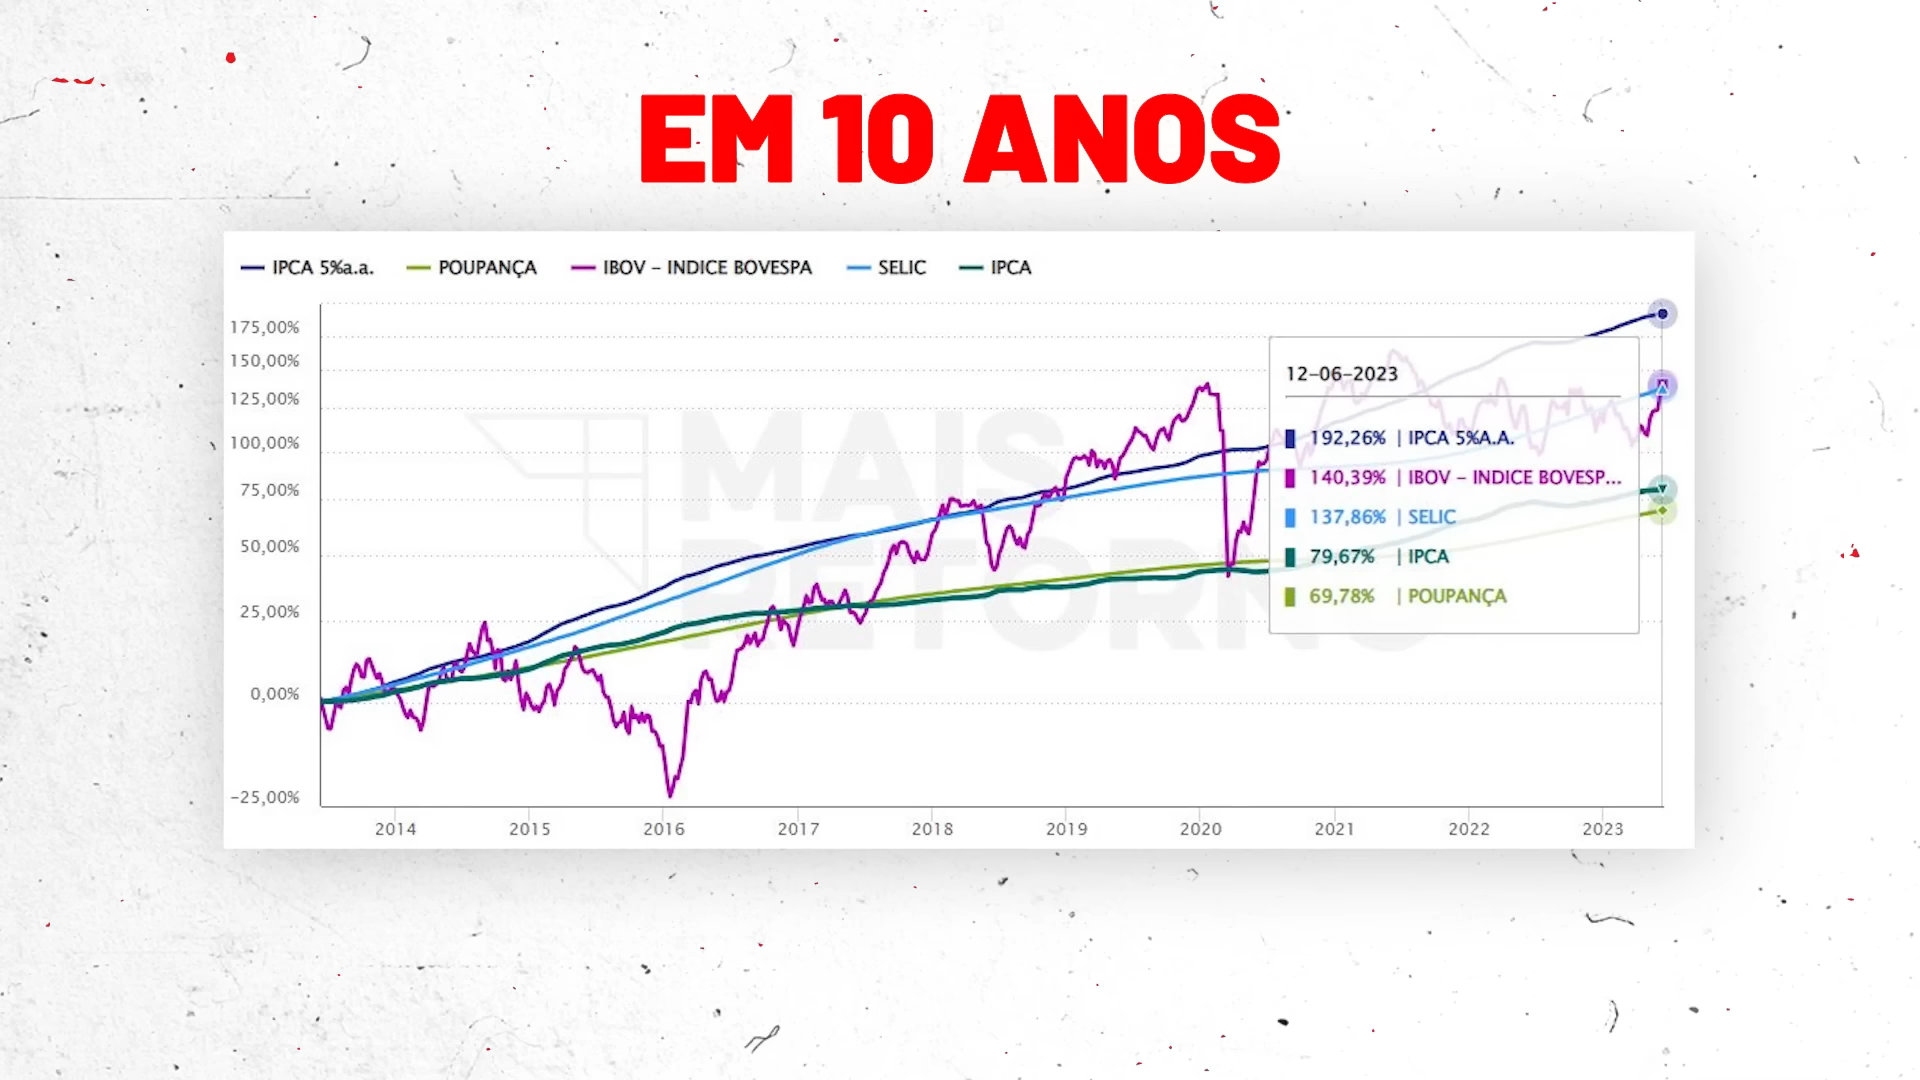 EM 10 ANOS
IPCA 5%a.a. POUPANÇA IBOV - INDICE BOVESPA SELIC IPCA
175,00%
150,00%
125,00%
100,00%
75,00%
50,00%
25,00%
0,00%
-25,00%
MAIS
RETORNO
12-06-2023
192,26% | IPCA 5%A.A.
140,39% | IBOV - INDICE BOVESP...
137,86% | SELIC
79,67% | IPCA
69,78% | POUPANÇA
2014 2015 2016 2017 2018 2019 2020 2021 2022 2023